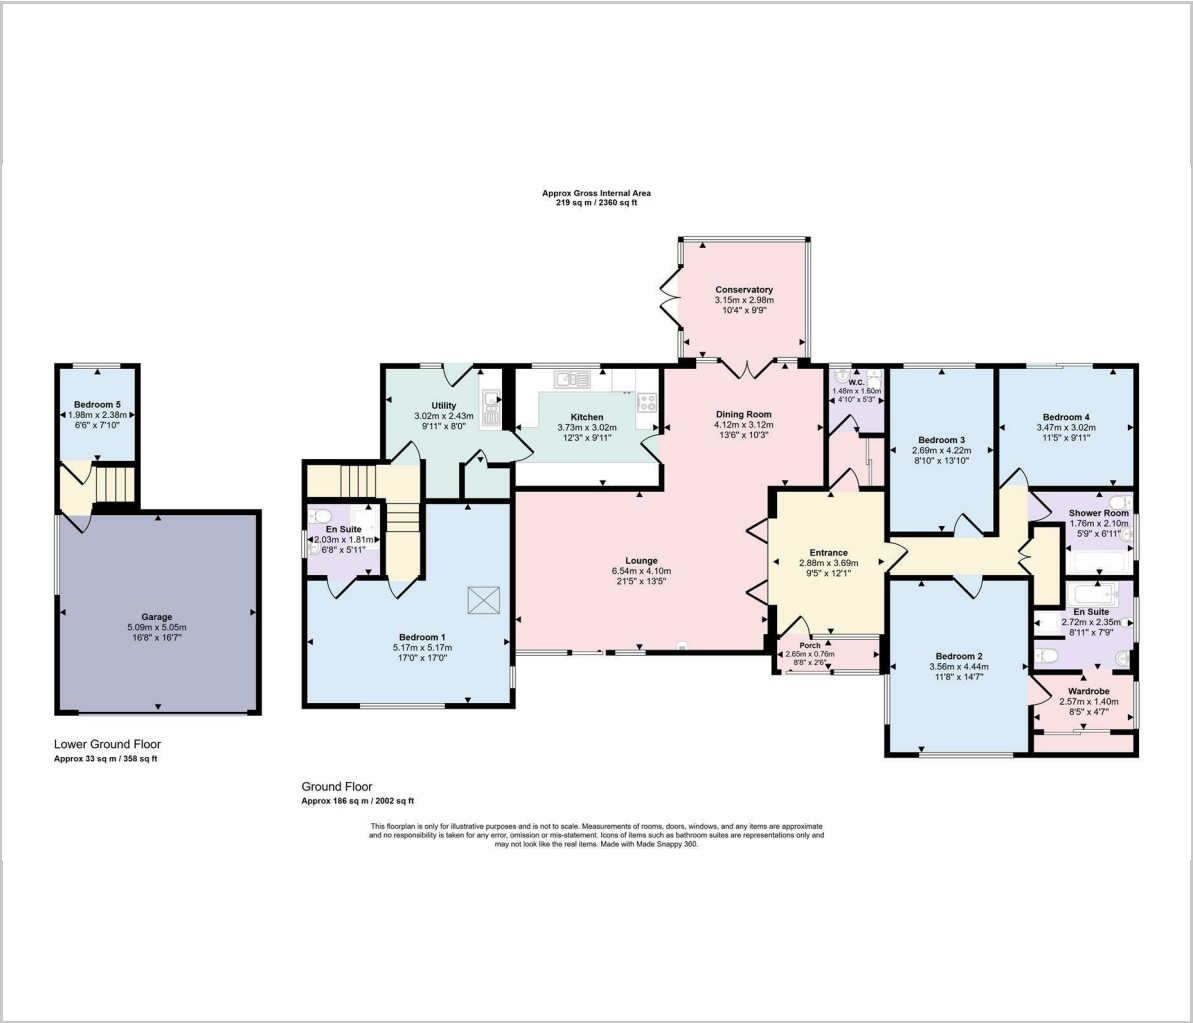 Approx Gross Internal Area
219 sq m / 2360 sq ft
Conservatory
3.15m x 2.98m
10'4" x 9'9"
Bedroom 5
1.98m x 2.38m
6'6" x 7'10"
Utility
3.02m x 2.43m
9'11" x 8'0"
Kitchen
3.73m x 3.02m
12'3" x 9'11"
Dining Room
4.12m x 3.12m
13'6" x 10'3"
W.C.
1.48m x 1.60m
4'10" x 5'3"
Bedroom 3
2.69m x 4.22m
8'10" x 13'10"
Bedroom 4
3.47m x 3.02m
11'5" x 9'11"
En Suite
2.03m x 1.81m
6'8" x 5'11"
Shower Room
1.76m x 2.10m
5'9" x 6'11"
Lounge
6.54m x 4.10m
21'5" x 13'5"
Entrance
2.88m x 3.69m
9'5" x 12'1"
Garage
5.09m x 5.05m
16'8" x 16'7"
Bedroom 1
5.17m x 5.17m
17'0" x 17'0"
Porch
2.65m x 0.76m
8'8" x 2'6"
Bedroom 2
3.56m x 4.44m
11'8" x 14'7"
En Suite
2.72m x 2.35m
8'11" x 7'9"
Wardrobe
2.57m x 1.40m
8'5" x 4'7"
Lower Ground Floor
Approx 33 sq m / 358 sq ft
Ground Floor
Approx 186 sq m / 2002 sq ft
This floorplan is only for illustrative purposes and is not to scale. Measurements of rooms, doors, windows, and any items are approximate
and no responsibility is taken for any error, omission or mis-statement. Icons of items such as bathroom suites are representations only and
may not look like the real items. Made with Made Snappy 360.